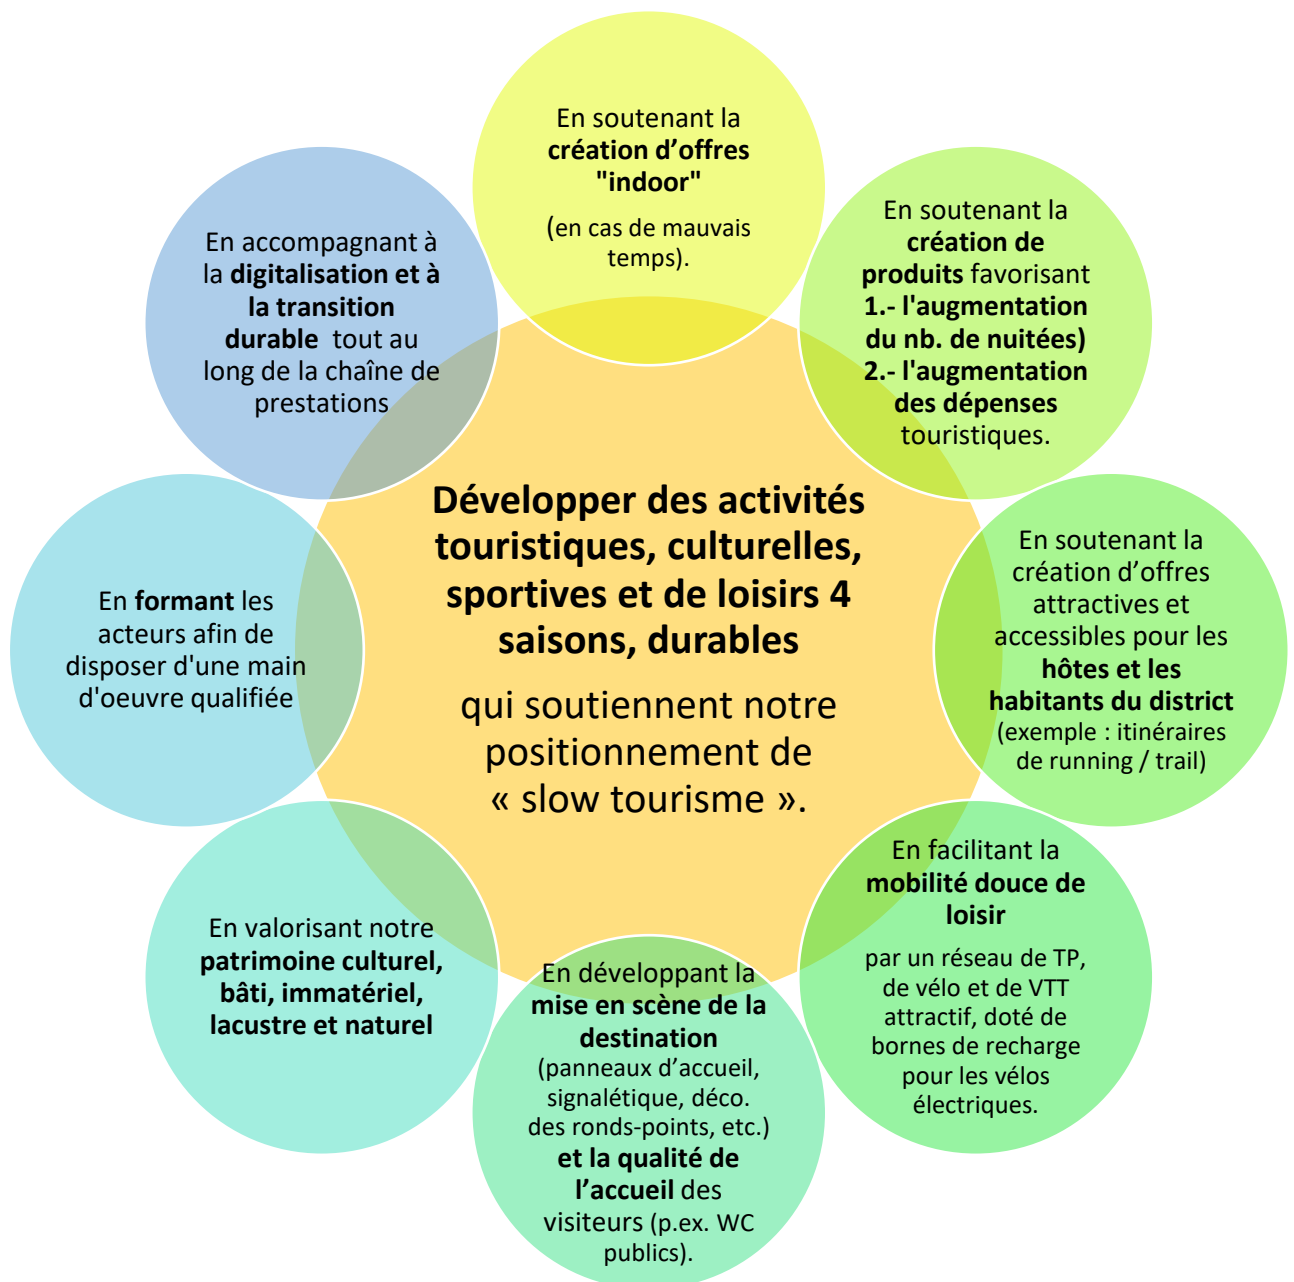 En soutenant la
création d’offres
"indoor"
(en cas de mauvais
temps).
En soutenant la
création de
produits favorisant
1.- l'augmentation
du nb. de nuitées)
2.- l'augmentation
des dépenses
touristiques.
En soutenant la
création d’offres
attractives et
accessibles pour les
hôtes et les
habitants du district
(exemple : itinéraires
de running / trail)
En facilitant la
mobilité douce de
loisir
par un réseau de TP,
de vélo et de VTT
attractif, doté de
bornes de recharge
pour les vélos
électriques.
En développant la
mise en scène de la
destination
(panneaux d’accueil,
signalétique, déco.
des ronds-points, etc.)
et la qualité de
l’accueil des
visiteurs (p.ex. WC
publics).
En valorisant notre
patrimoine culturel,
bâti, immatériel,
lacustre et naturel
En formant les
acteurs afin de
disposer d'une main
d'oeuvre qualifiée
En accompagnant à
la digitalisation et à
la transition
durable tout au
long de la chaîne de
prestations
Développer des activités
touristiques, culturelles,
sportives et de loisirs 4
saisons, durables
qui soutiennent notre
positionnement de
« slow tourisme ».